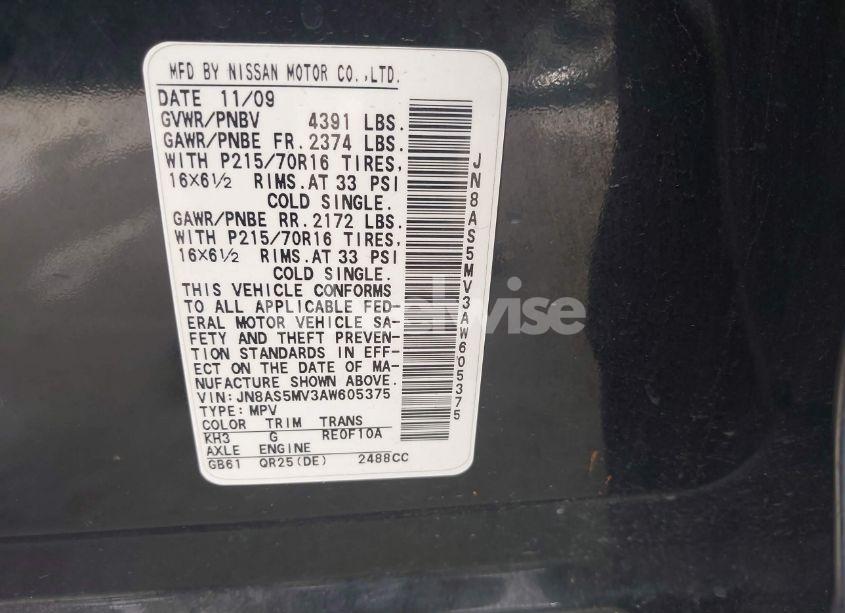 MFD BY NISSAN MOTOR CO.,LTD.
DATE 11/09
GVWR/PNBV 4391 LBS.
GAWR/PNBE FR. 2374 LBS.
WITH P215/70R16 TIRES,
16X6½ RIMS.AT 33 PSI
COLD SINGLE.
GAWR/PNBE RR. 2172 LBS.
WITH P215/70R16 TIRES,
16X6½ RIMS.AT 33 PSI
COLD SINGLE.
THIS VEHICLE CONFORMS
TO ALL APPLICABLE FED-
ERAL MOTOR VEHICLE SA-
FETY AND THEFT PREVEN-
TION STANDARDS IN EFF-
ECT ON THE DATE OF MA-
NUFACTURE SHOWN ABOVE.
VIN:JN8AS5MV3AW605375
TYPE:MPV
COLOR TRIM TRANS
KH3 G RE0F10A
AXLE ENGINE
GB61 QR25(DE) 2488CC
JN8AS5MV3AW605375